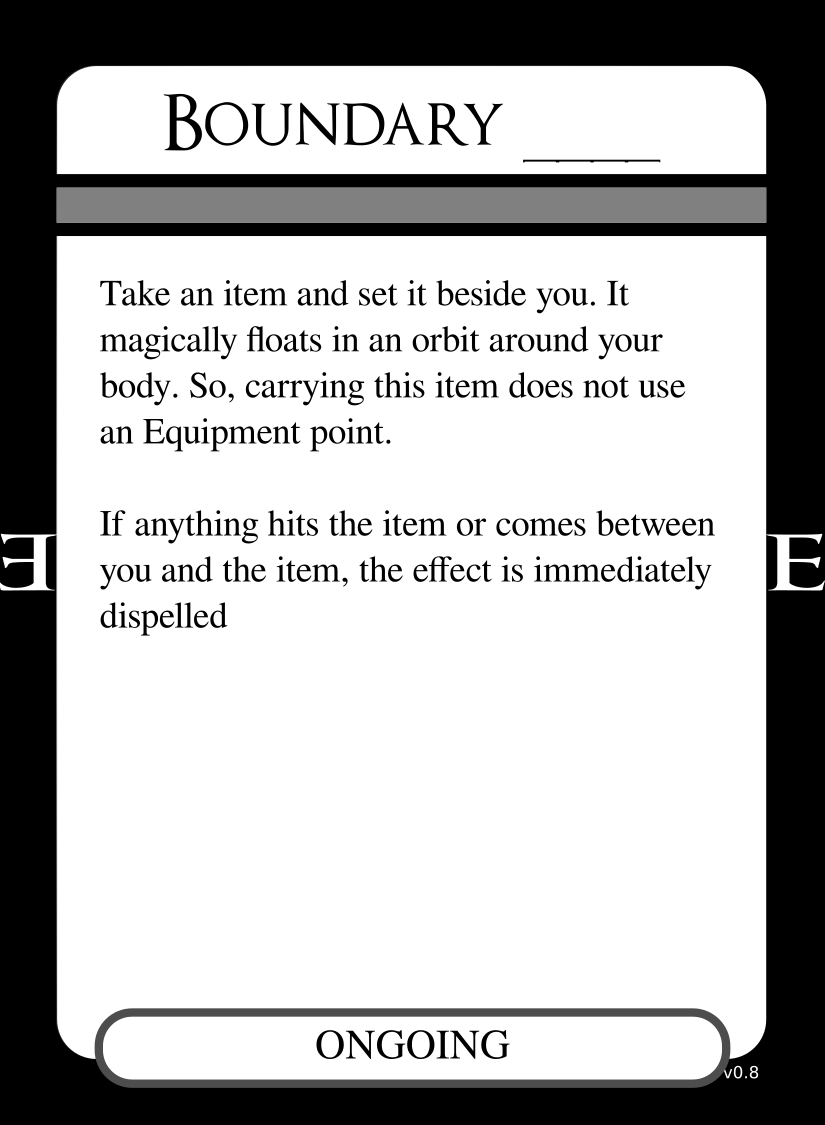 BOUNDARY ____
Take an item and set it beside you. It
magically floats in an orbit around your
body. So, carrying this item does not use
an Equipment point.
If anything hits the item or comes between
E
E
you and the item, the effect is immediately
dispelled
ONGOING
v0.8